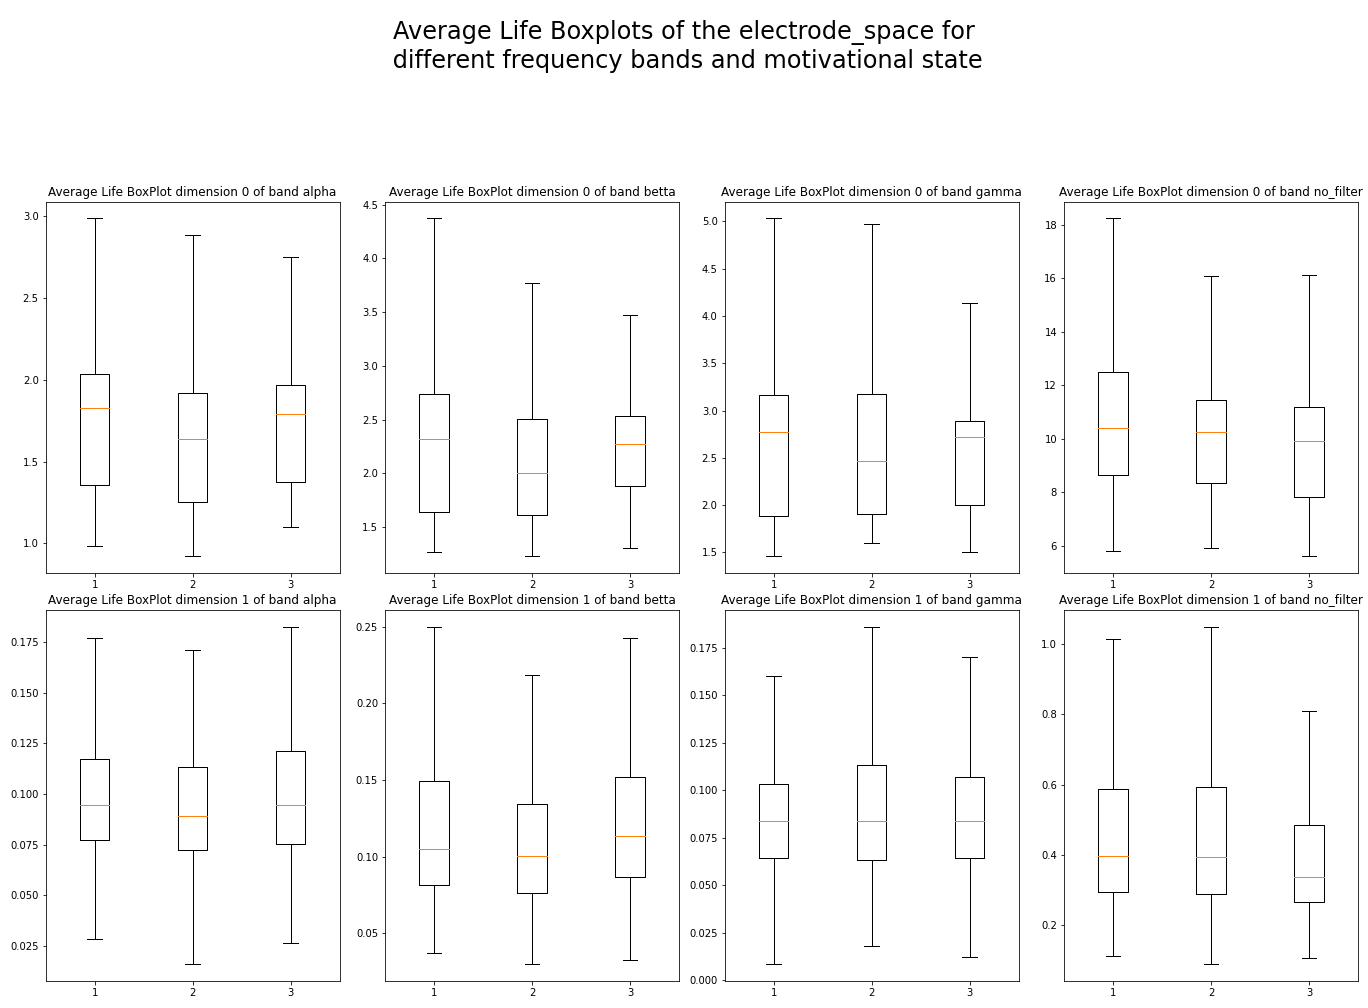 Average Life Boxplots of the electrode_space for
different frequency bands and motivational state
Average Life BoxPlot dimension 0 of band alpha
3.0
2.5
2.0
1.5
1.0
1 2 3
Average Life BoxPlot dimension 0 of band betta
4.5
4.0
3.5
3.0
2.5
2.0
1.5
1 2 3
Average Life BoxPlot dimension 0 of band gamma
5.0
4.5
4.0
3.5
3.0
2.5
2.0
1.5
1 2 3
Average Life BoxPlot dimension 0 of band no_filter
18
16
14
12
10
8
6
1 2 3
Average Life BoxPlot dimension 1 of band alpha
0.175
0.150
0.125
0.100
0.075
0.050
0.025
1 2 3
Average Life BoxPlot dimension 1 of band betta
0.25
0.20
0.15
0.10
0.05
1 2 3
Average Life BoxPlot dimension 1 of band gamma
0.175
0.150
0.125
0.100
0.075
0.050
0.025
0.000
1 2 3
Average Life BoxPlot dimension 1 of band no_filter
1.0
0.8
0.6
0.4
0.2
1 2 3